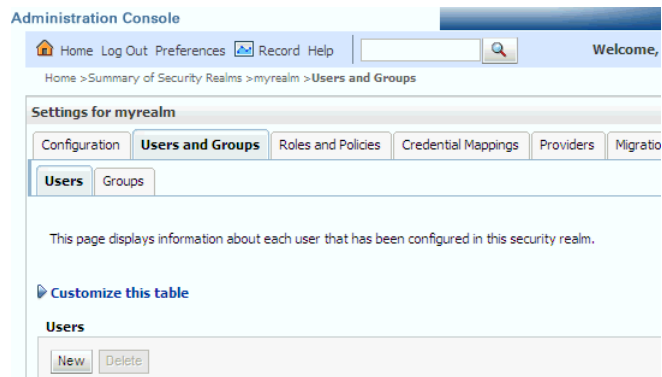 Administration Console
Home Log Out Preferences Record Help
Welcome,
Home >Summary of Security Realms >myrealm >Users and Groups
Settings for myrealm
Configuration Users and Groups Roles and Policies Credential Mappings Providers Migratio
Users Groups
This page displays information about each user that has been configured in this security realm.
Customize this table
Users
New Delete